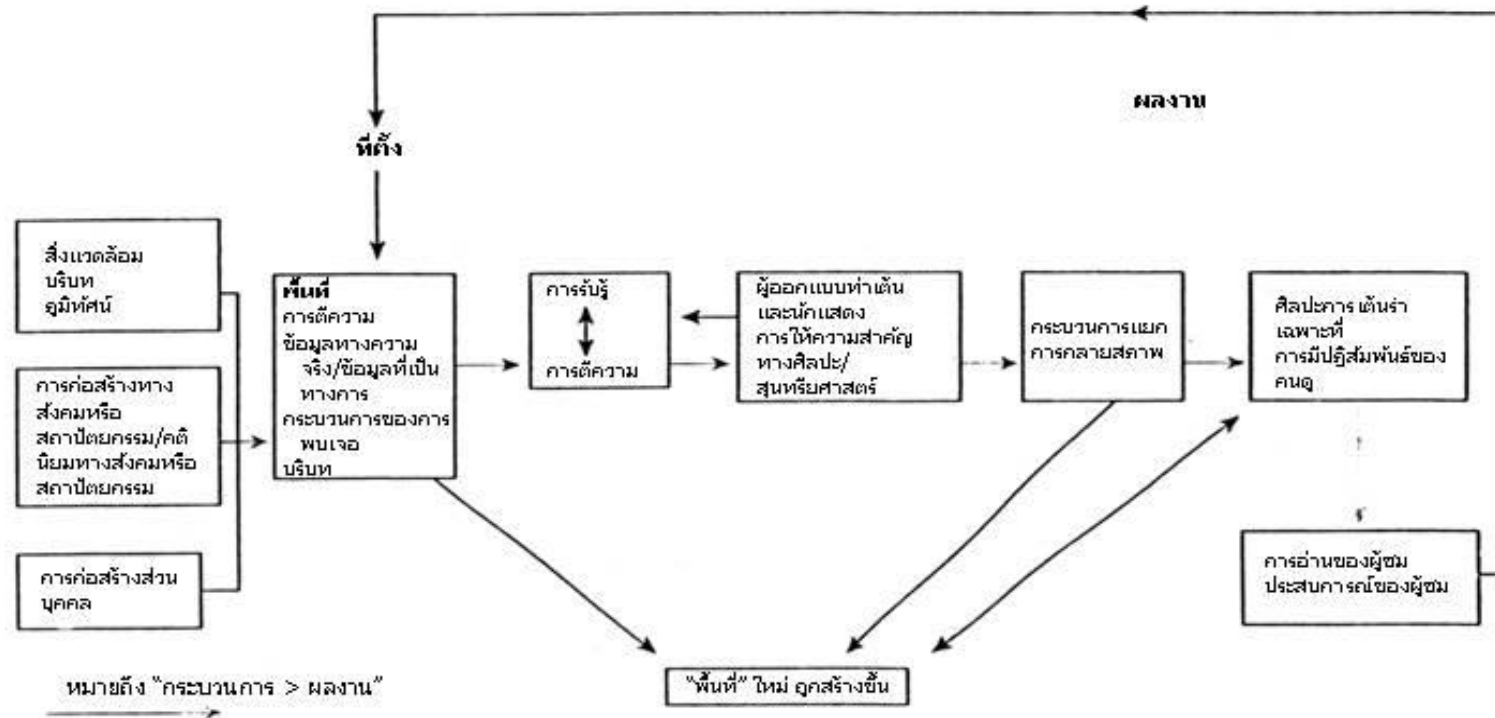 ผลงาน
ที่ตั้ง
สิ่งแวดล้อม
บริบท
ภูมิทัศน์
การก่อสร้างทาง
สังคมหรือ
สถาปัตยกรรม/คติ
นิยมทางสังคมหรือ
สถาปัตยกรรม
การก่อสร้างส่วน
บุคคล
พื้นที่
การตีความ
ข้อมูลทางความ
จริง/ข้อมูลที่เป็น
ทางการ
กระบวนการของการ
พบเจอ
บริบท
การรับรู้
การตีความ
ผู้ออกแบบท่าเต้น
และนักแสดง
การให้ความสำคัญ
ทางศิลปะ/
สุนทรียศาสตร์
กระบวนการแยก
การกลายสภาพ
ศิลปะการเต้นรำ
เฉพาะที่
การมีปฏิสัมพันธ์ของ
คนดู
การอ่านของผู้ชม
ประสบการณ์ของผู้ชม
"พื้นที่" ใหม่ ถูกสร้างขึ้น
หมายถึง "กระบวนการ > ผลงาน"